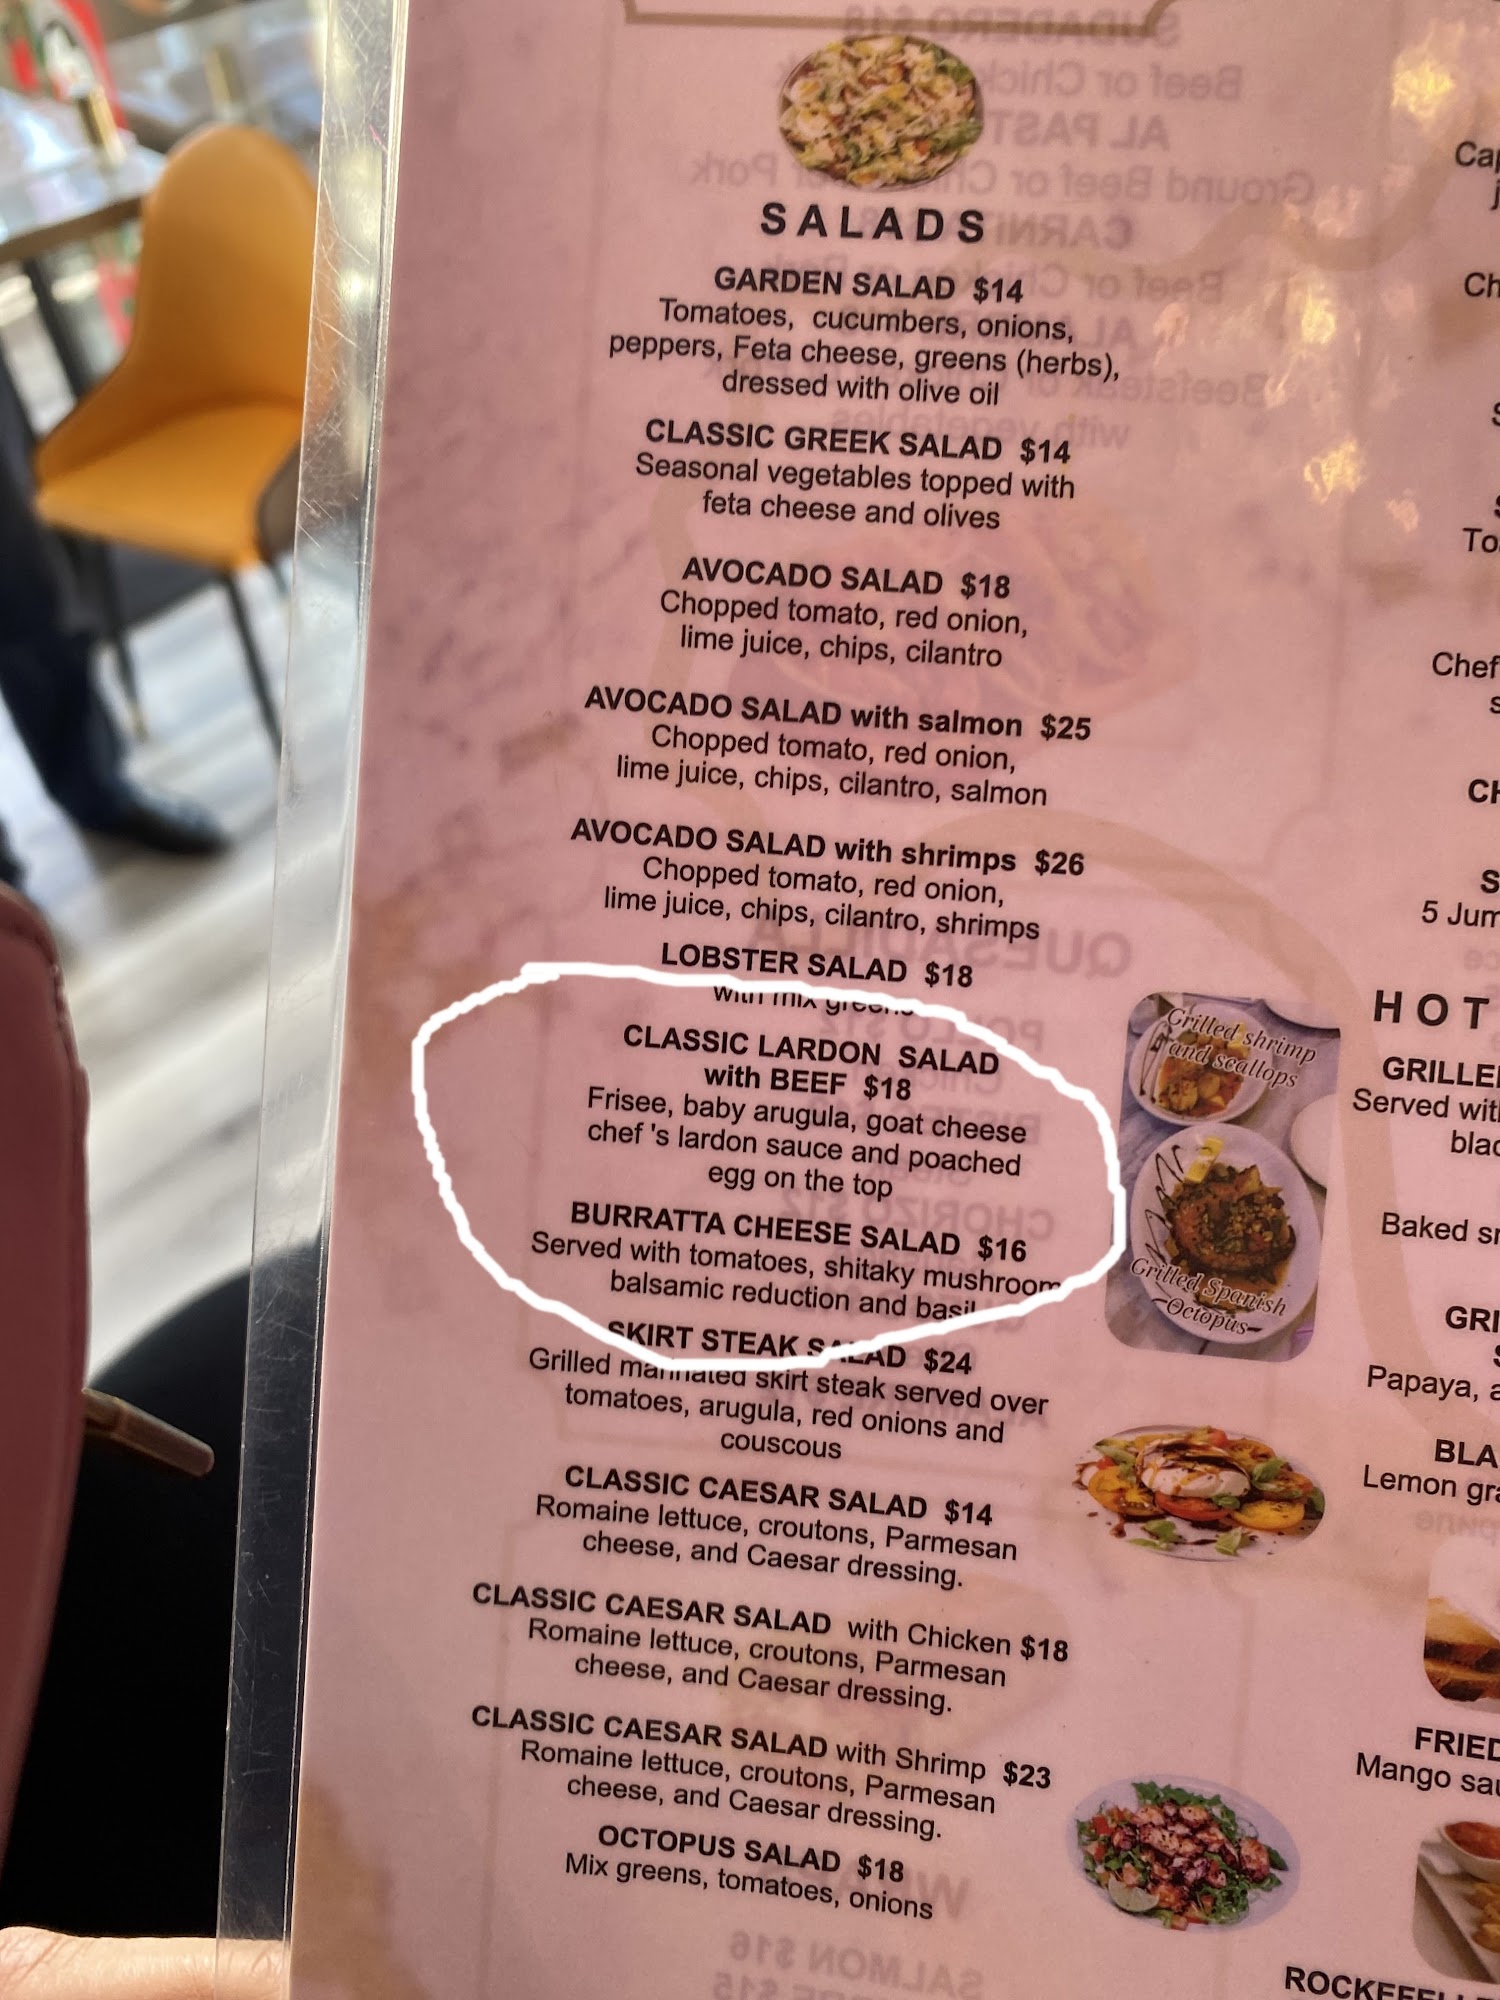 SALADS
GARDEN SALAD $14
Tomatoes, cucumbers, onions,
peppers, Feta cheese, greens (herbs),
dressed with olive oil
CLASSIC GREEK SALAD $14
Seasonal vegetables topped with
feta cheese and olives
AVOCADO SALAD $18
Chopped tomato, red onion,
lime juice, chips, cilantro
AVOCADO SALAD with salmon $25
Chopped tomato, red onion,
lime juice, chips, cilantro, salmon
AVOCADO SALAD with shrimps $26
Chopped tomato, red onion,
lime juice, chips, cilantro, shrimps
LOBSTER SALAD $18
with mix greens
CLASSIC LARDON SALAD
with BEEF $18
Frisee, baby arugula, goat cheese
chef 's lardon sauce and poached
egg on the top
BURRATTA CHEESE SALAD $16
Served with tomatoes, shitaky mushroom
balsamic reduction and basil
SKIRT STEAK SALAD $24
Grilled marinated skirt steak served over
tomatoes, arugula, red onions and
couscous
CLASSIC CAESAR SALAD $14
Romaine lettuce, croutons, Parmesan
cheese, and Caesar dressing.
CLASSIC CAESAR SALAD with Chicken $18
Romaine lettuce, croutons, Parmesan
cheese, and Caesar dressing.
CLASSIC CAESAR SALAD with Shrimp $23
Romaine lettuce, croutons, Parmesan
cheese, and Caesar dressing.
OCTOPUS SALAD $18
Mix greens, tomatoes, onions
Grilled shrimp
and scallops
Grilled Spanish
Octopus
HOT
Served
5
Baked
Papaya,
Lemon
FRIED
Mango